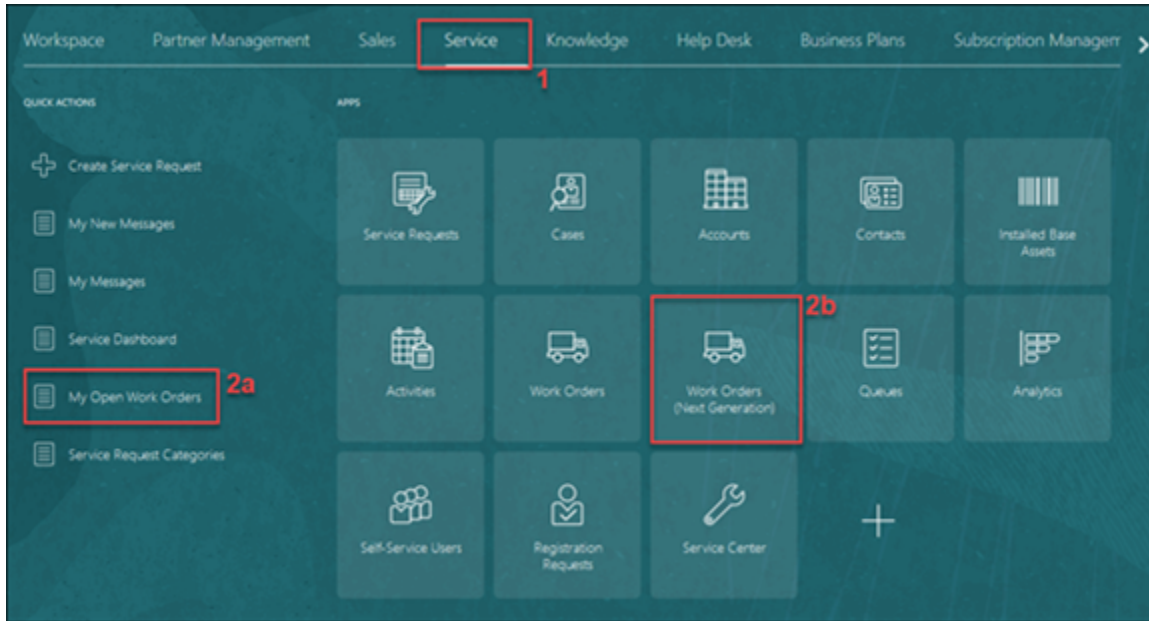 Workspace Partner Management Sales Service Knowledge Help Desk Business Plans Subscription Managem
1
QUICK ACTIONS
APPS
Create Service Request
My New Messages
My Messages
Service Dashboard
My Open Work Orders
2a
Service Request Categories
Service Requests
Cases
Accounts
Contacts
Installed Base
Assets
2b
Activities
Work Orders
Work Orders
(Next Generation)
Queues
Analytics
Self-Service Users
Registration
Requests
Service Center